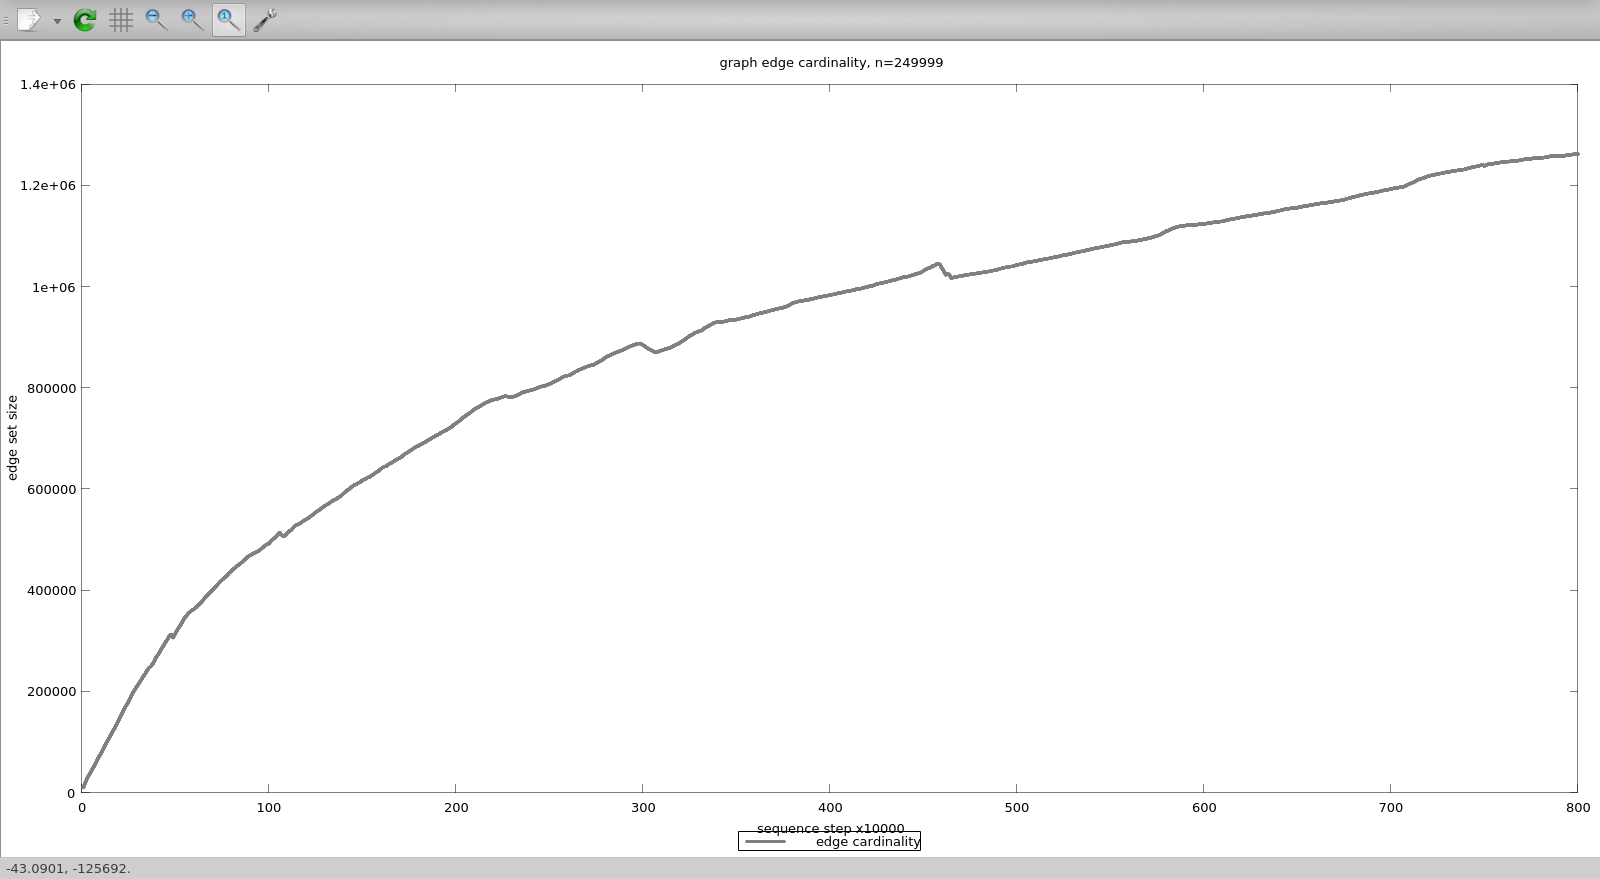 graph edge cardinality, n=249999
1.4e+06
1.2e+06
1e+06
800000
600000
400000
200000
0
edge set size
0 100 200 300 400 500 600 700 800
sequence step x10000
edge cardinality
-43.0901, -125692.